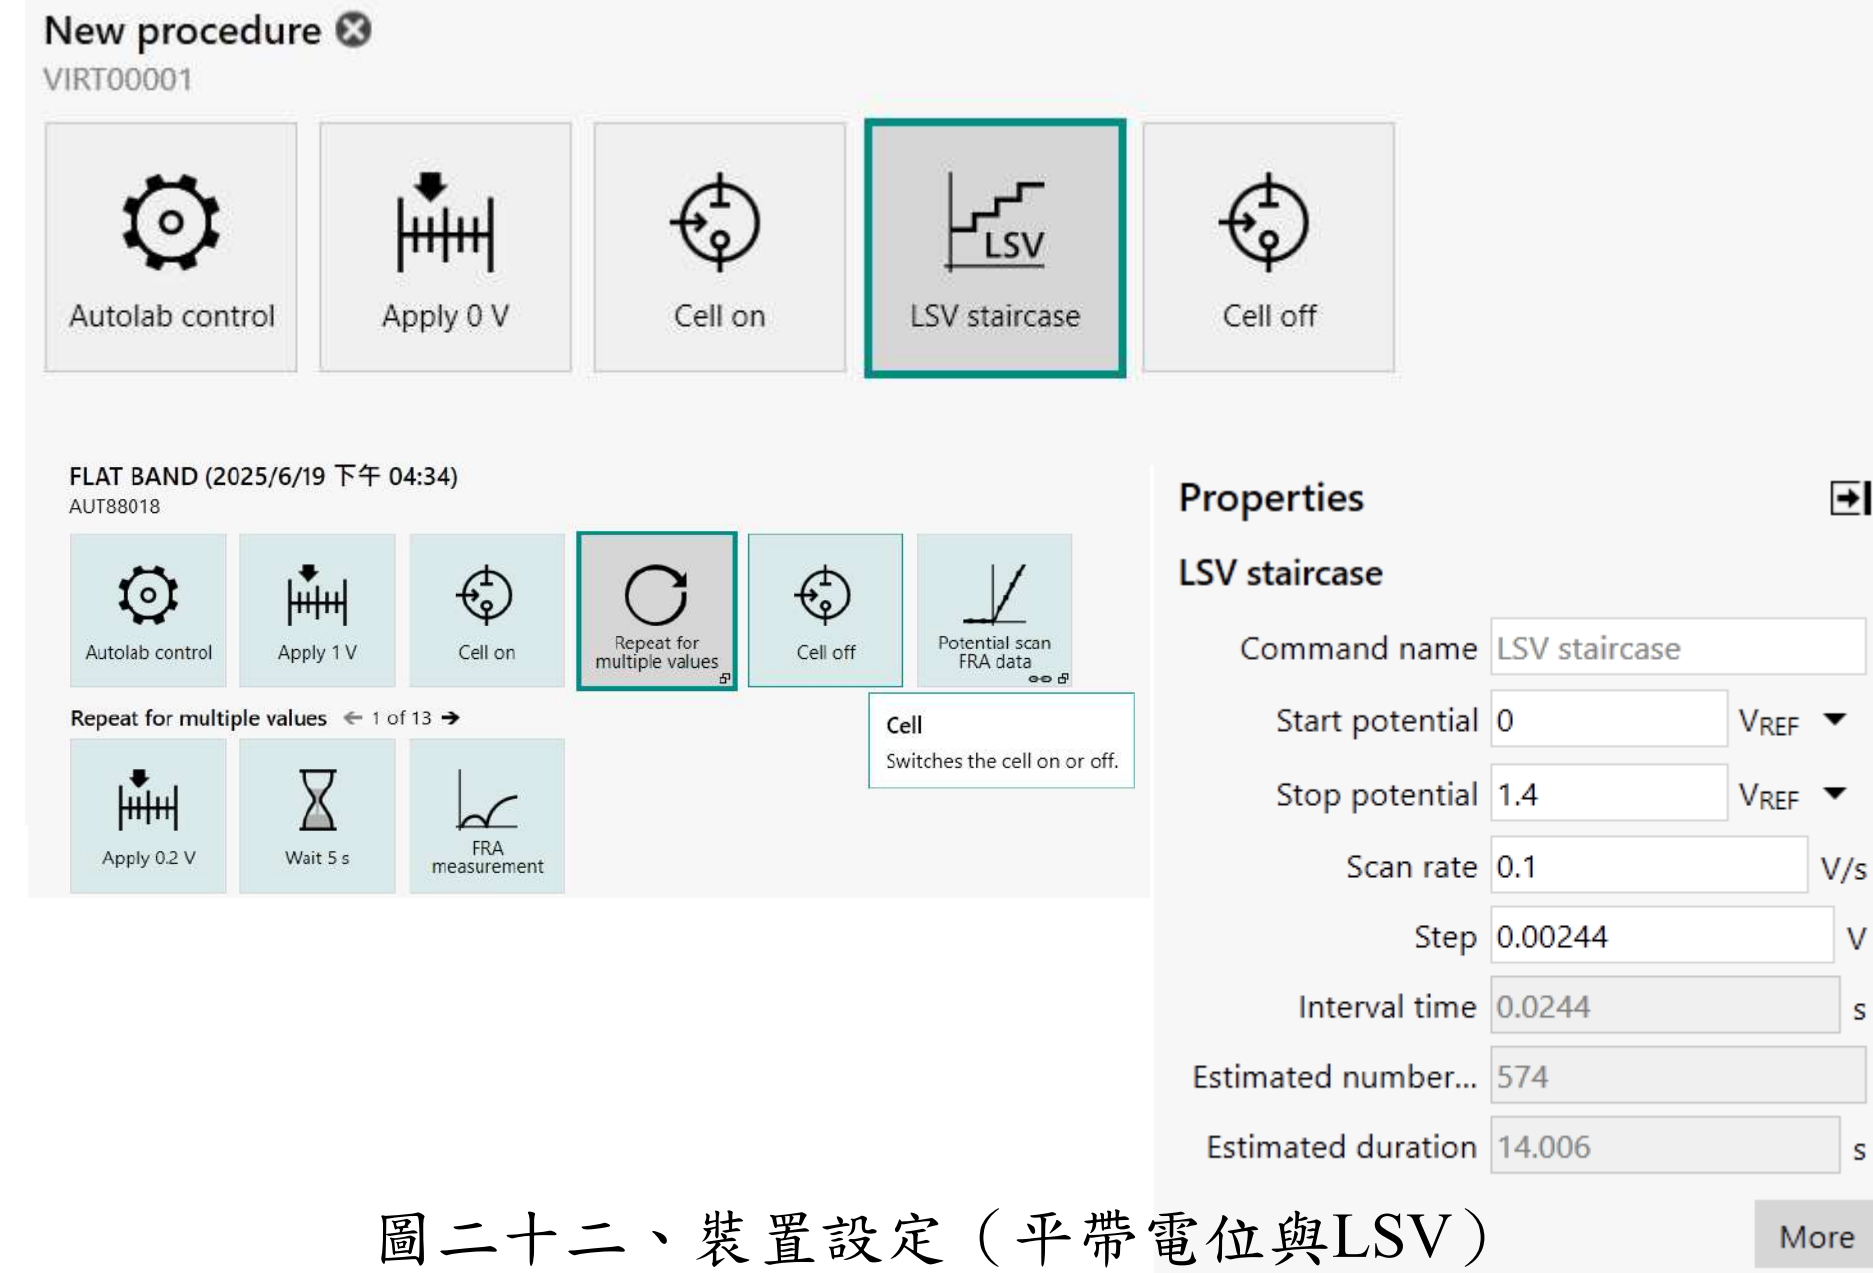 New procedure
VIRT00001
LSV
Autolab control
Apply 0 V
Cell on
LSV staircase
Cell off
FLAT BAND (2025/6/19 下午 04:34)
AUT88018
Autolab control
Apply 1 V
Cell on
Repeat for
multiple values
Cell off
Potential scan
FRA data
Repeat for multiple values ← 1 of 13 →
Cell
Switches the cell on or off.
Apply 0.2 V
Wait 5 s
FRA
measurement
Properties
LSV staircase
Command name LSV staircase
Start potential 0 VREF
Stop potential 1.4 VREF
Scan rate 0.1 V/s
Step 0.00244 V
Interval time 0.0244 s
Estimated number... 574
Estimated duration 14.006 s
More
圖二十二、裝置設定（平帶電位與LSV）